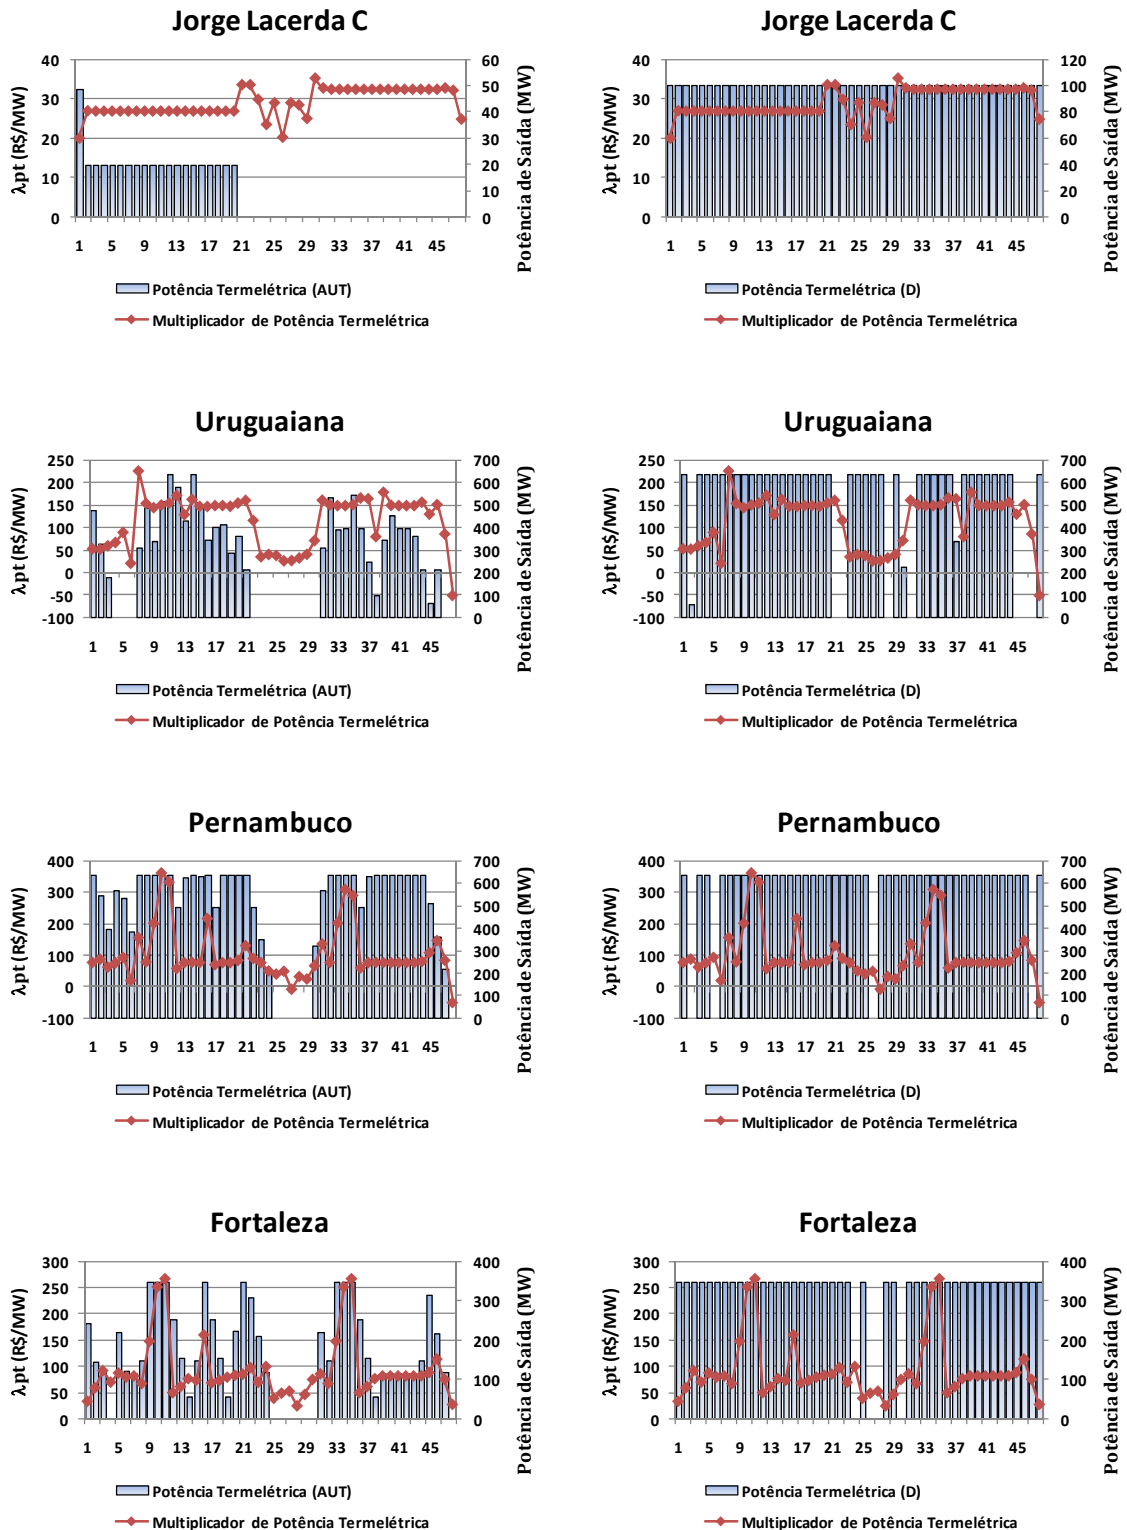 Jorge Lacerda C
λpt (R$/MW)
40
30
20
10
0
60
50
40
30
20
10
0
Potência de Saída (MW)
1 5 9 13 17 21 25 29 33 37 41 45
Potência Termelétrica (AUT)
Multiplicador de Potência Termelétrica
Jorge Lacerda C
λpt (R$/MW)
40
30
20
10
0
120
100
80
60
40
20
0
Potência de Saída (MW)
1 5 9 13 17 21 25 29 33 37 41 45
Potência Termelétrica (D)
Multiplicador de Potência Termelétrica
Uruguaiana
λpt (R$/MW)
250
200
150
100
50
0
-50
-100
700
600
500
400
300
200
100
0
Potência de Saída (MW)
1 5 9 13 17 21 25 29 33 37 41 45
Potência Termelétrica (AUT)
Multiplicador de Potência Termelétrica
Uruguaiana
λpt (R$/MW)
250
200
150
100
50
0
-50
-100
700
600
500
400
300
200
100
0
Potência de Saída (MW)
1 5 9 13 17 21 25 29 33 37 41 45
Potência Termelétrica (D)
Multiplicador de Potência Termelétrica
Pernambuco
λpt (R$/MW)
400
300
200
100
0
-100
700
600
500
400
300
200
100
0
Potência de Saída (MW)
1 5 9 13 17 21 25 29 33 37 41 45
Potência Termelétrica (AUT)
Multiplicador de Potência Termelétrica
Pernambuco
λpt (R$/MW)
400
300
200
100
0
-100
700
600
500
400
300
200
100
0
Potência de Saída (MW)
1 5 9 13 17 21 25 29 33 37 41 45
Potência Termelétrica (D)
Multiplicador de Potência Termelétrica
Fortaleza
λpt (R$/MW)
300
250
200
150
100
50
0
400
300
200
100
0
Potência de Saída (MW)
1 5 9 13 17 21 25 29 33 37 41 45
Potência Termelétrica (AUT)
Multiplicador de Potência Termelétrica
Fortaleza
λpt (R$/MW)
300
250
200
150
100
50
0
400
300
200
100
0
Potência de Saída (MW)
1 5 9 13 17 21 25 29 33 37 41 45
Potência Termelétrica (D)
Multiplicador de Potência Termelétrica